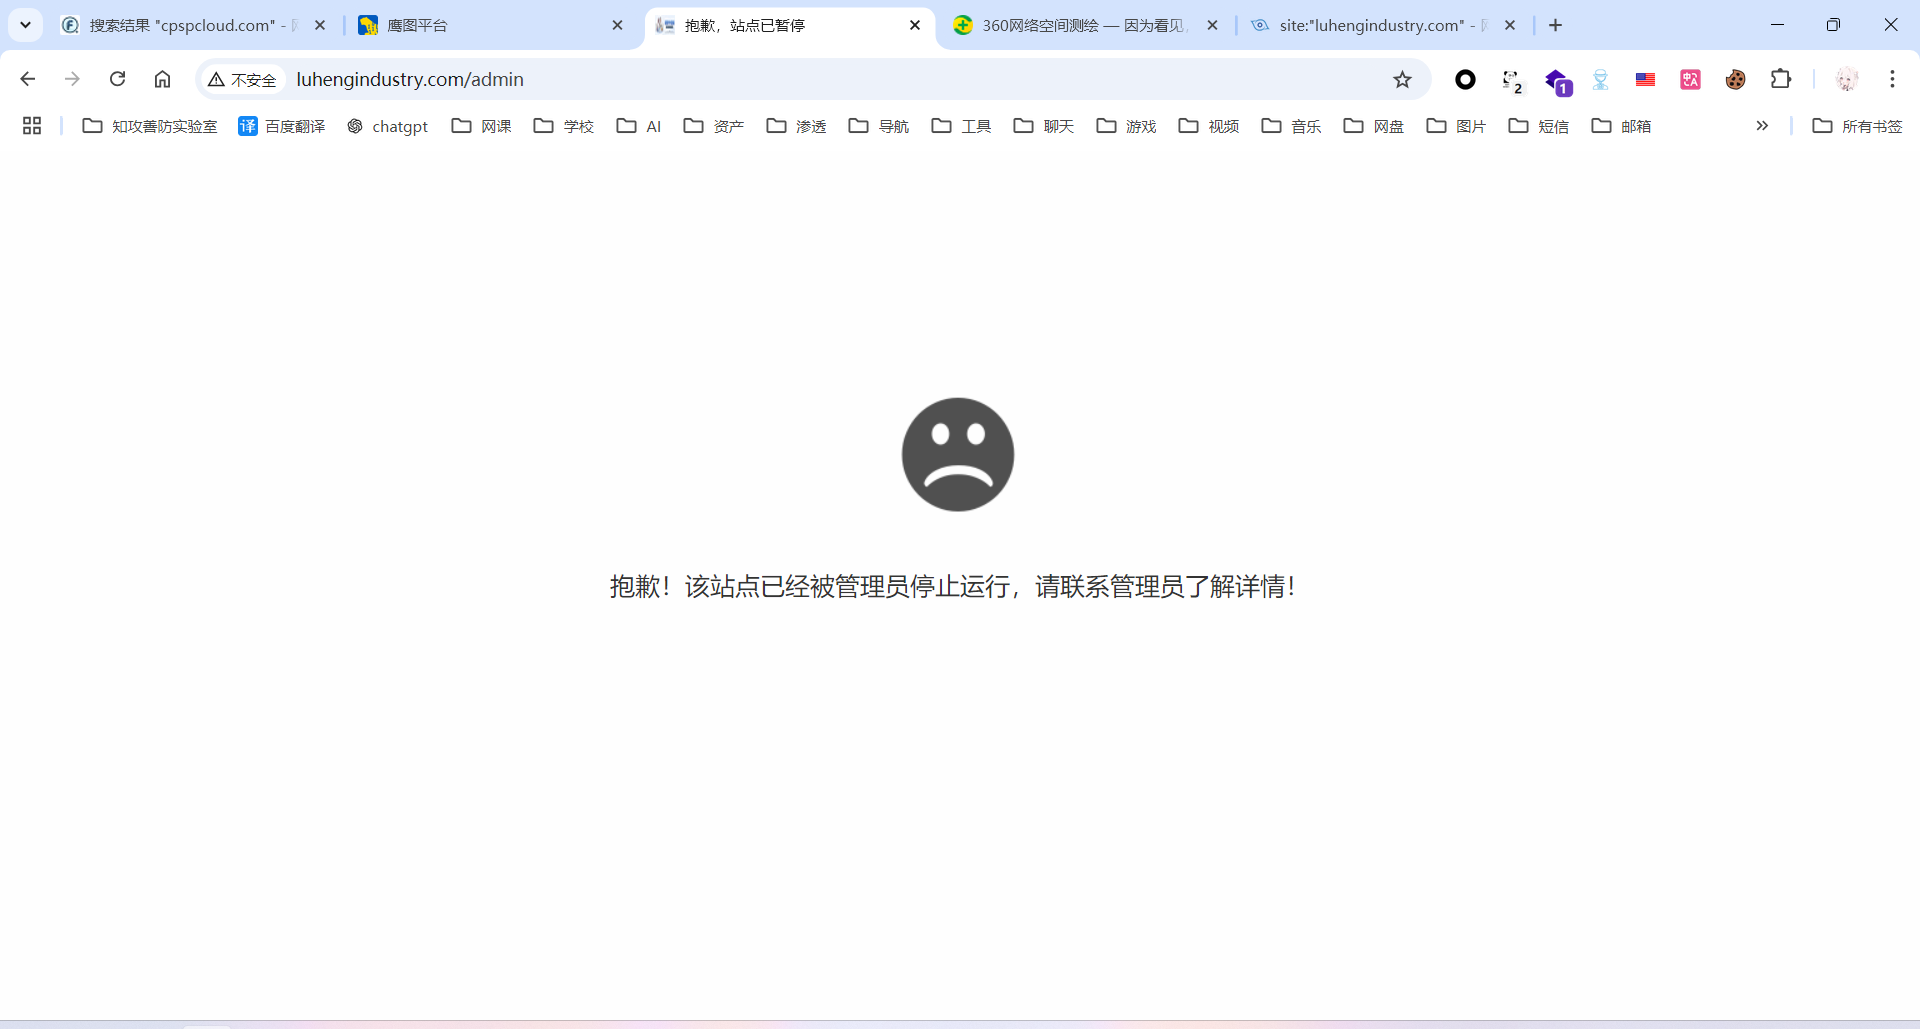 搜索结果 "cpspcloud.com" -
鹰图平台
抱歉，站点已暂停
360网络空间测绘 — 因为看见,
site:"luhengindustry.com" -
不安全
luhengindustry.com/admin
2
1
知攻善防实验室
译 百度翻译
chatgpt
网课
学校
AI
资产
渗透
导航
工具
聊天
游戏
视频
音乐
网盘
图片
短信
邮箱
所有书签
抱歉！该站点已经被管理员停止运行，请联系管理员了解详情！